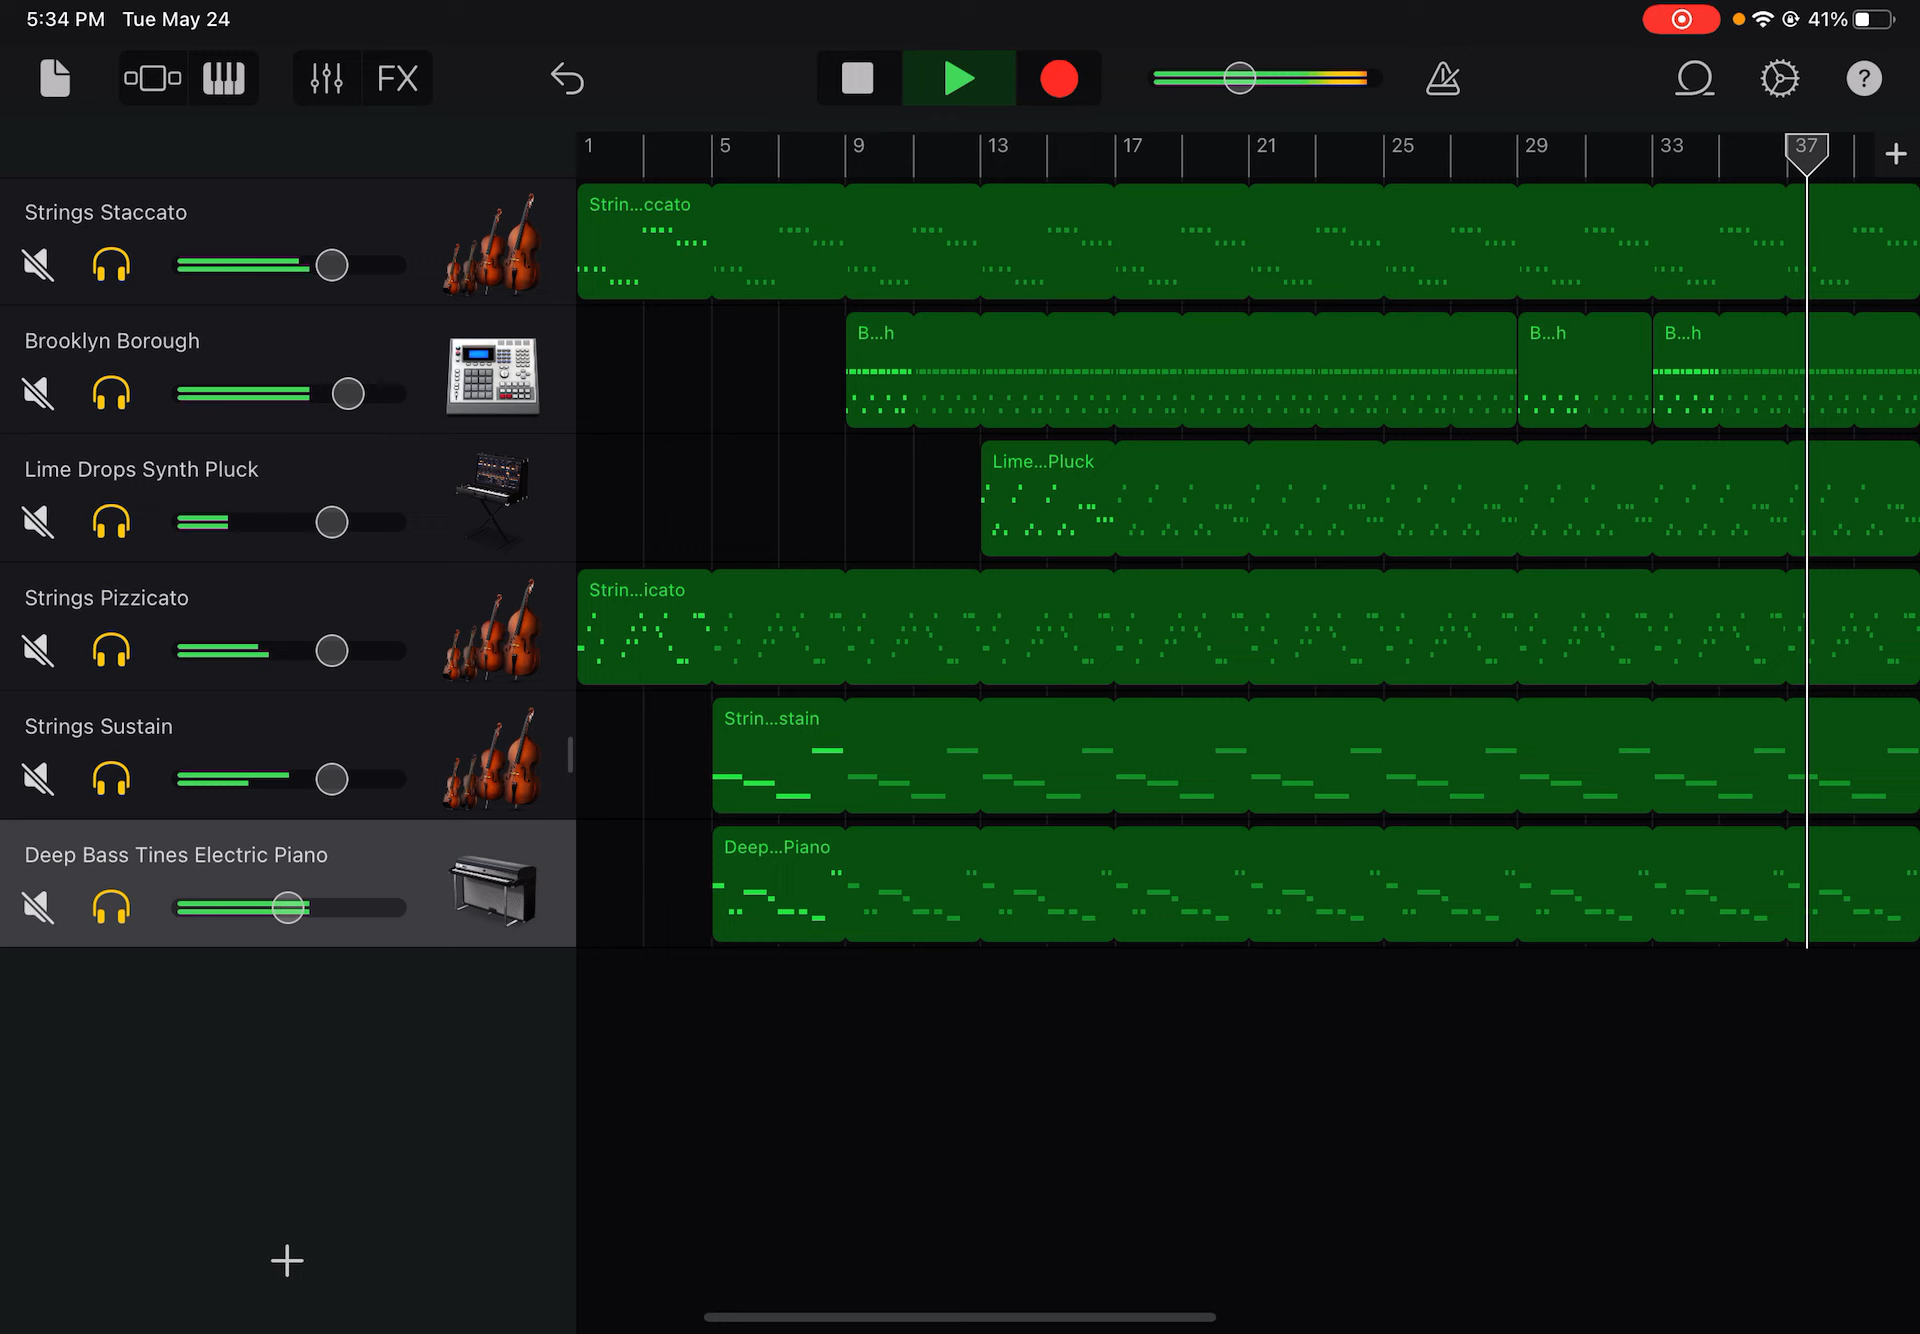 5:34 PM Tue May 24
41%
FX
?
1 5 9 13 17 21 25 29 33 37
Strings Staccato
Strin...ccato
Brooklyn Borough
B...h
B...h
B...h
Lime Drops Synth Pluck
Lime...Pluck
Strings Pizzicato
Strin...icato
Strings Sustain
Strin...stain
Deep Bass Tines Electric Piano
Deep...Piano